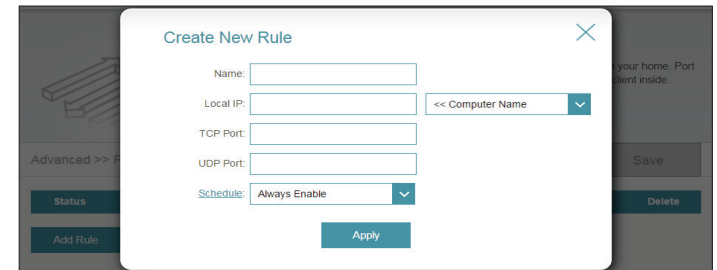 Create New Rule
Name:
your home. Port
Local IP: << Computer Name
client inside.
TCP Port:
Advanced >> P
UDP Port:
Save
Status
Schedule: Always Enable
Delete
Add Rule
Apply